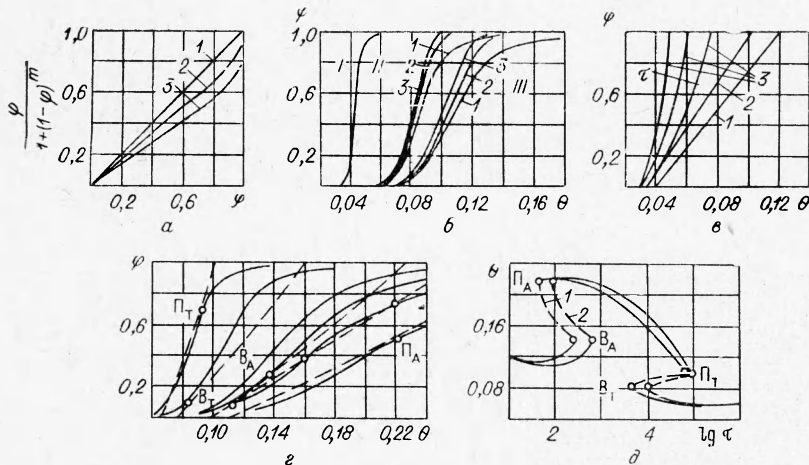 φ
1+(1-φ)^m
1,0
0,6
0,2
1
2
3
0,2
0,6
φ
а
ψ
1,0
0,6
0,2
I
II
III
1
2
3
3
2
1
0,04
0,08
0,12
0,16
θ
б
φ
1,0
0,6
0,2
τ
3
2
1
0,04
0,08
0,12
θ
в
φ
0,6
0,2
П_Т
В_Т
В_А
П_А
0,10
0,14
0,18
0,22
θ
г
θ
0,16
0,08
П_А
1
2
В_А
В_Т
П_Т
2
4
lg τ
д